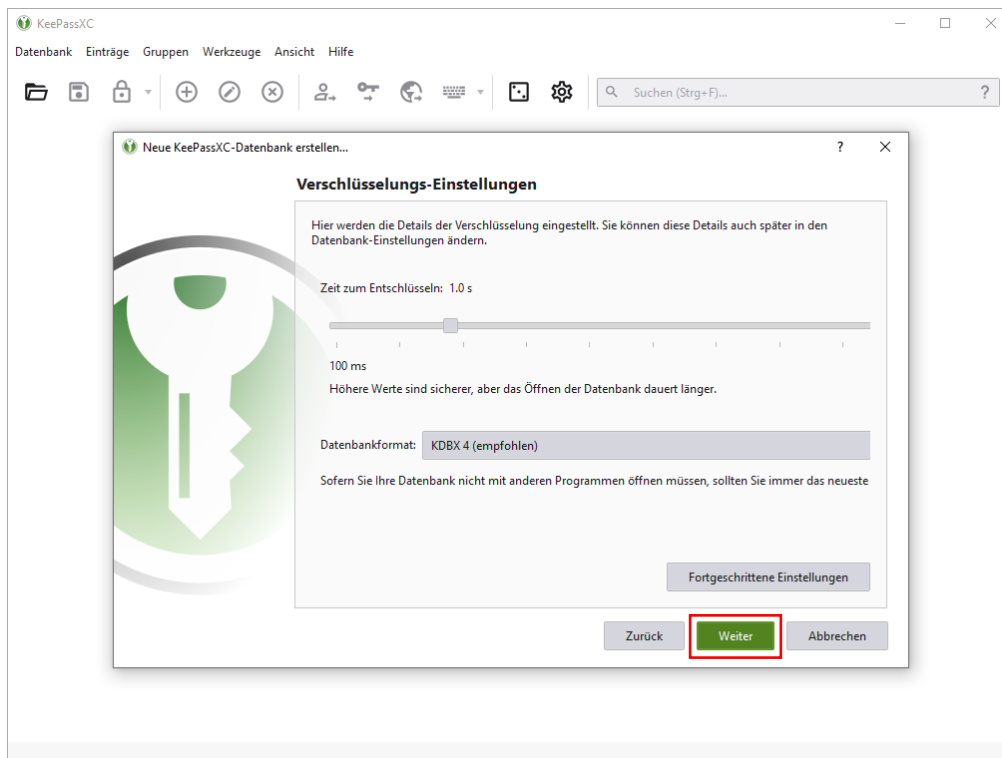 KeePassXC
Datenbank Einträge Gruppen Werkzeuge Ansicht Hilfe
Suchen (Strg+F)... ?
Neue KeePassXC-Datenbank erstellen... ?
Verschlüsselungs-Einstellungen
Hier werden die Details der Verschlüsselung eingestellt. Sie können diese Details auch später in den
Datenbank-Einstellungen ändern.
Zeit zum Entschlüsseln: 1.0 s
100 ms
Höhere Werte sind sicherer, aber das Öffnen der Datenbank dauert länger.
Datenbankformat: KDBX 4 (empfohlen)
Sofern Sie Ihre Datenbank nicht mit anderen Programmen öffnen müssen, sollten Sie immer das neueste
Fortgeschrittene Einstellungen
Zurück Weiter Abbrechen